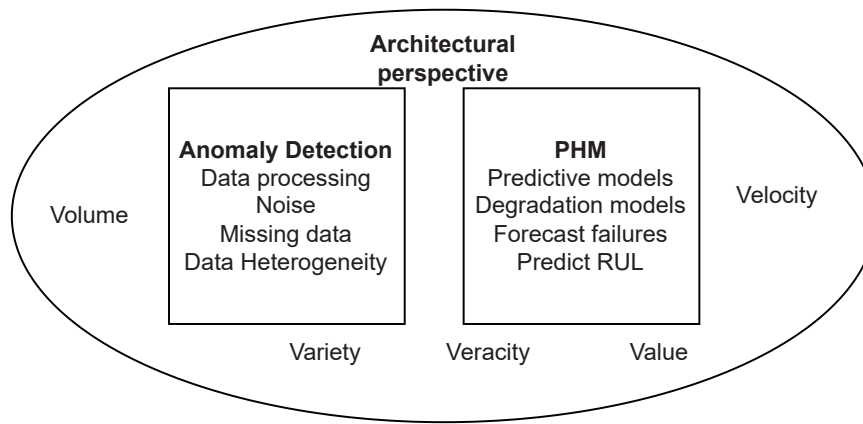 Architectural
perspective
Anomaly Detection
Data processing
Noise
Missing data
Data Heterogeneity
PHM
Predictive models
Degradation models
Forecast failures
Predict RUL
Volume
Velocity
Variety
Veracity
Value